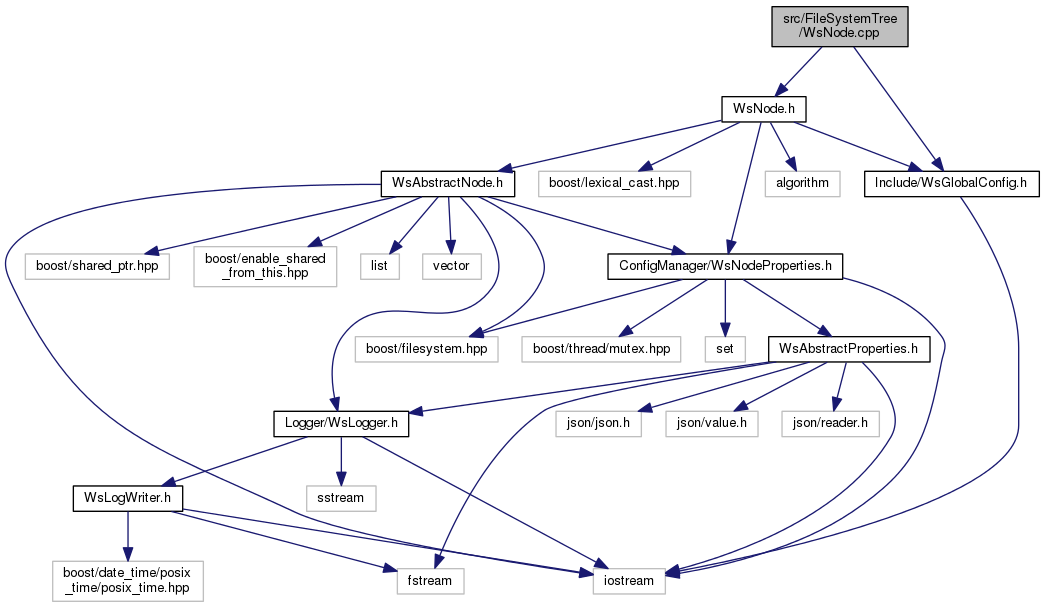 src/FileSystemTree
/WsNode.cpp
WsNode.h
WsAbstractNode.h
boost/lexical_cast.hpp
algorithm
Include/WsGlobalConfig.h
boost/shared_ptr.hpp
boost/enable_shared
_from_this.hpp
list
vector
ConfigManager/WsNodeProperties.h
boost/filesystem.hpp
boost/thread/mutex.hpp
set
WsAbstractProperties.h
Logger/WsLogger.h
json/json.h
json/value.h
json/reader.h
WsLogWriter.h
sstream
boost/date_time/posix
_time/posix_time.hpp
fstream
iostream